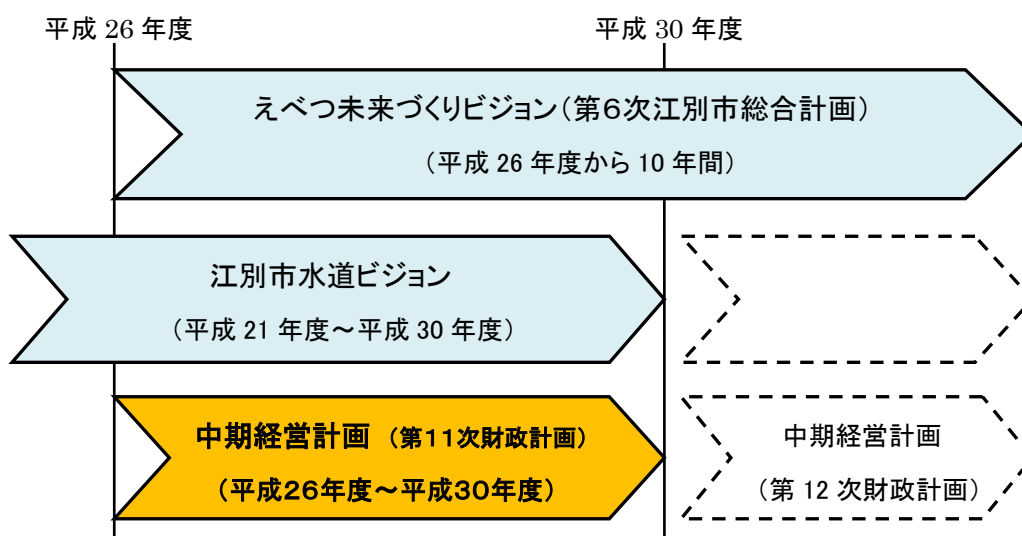 平成 26 年度
平成 30 年度
えべつ未来づくりビジョン（第６次江別市総合計画）
（平成 26 年度から 10 年間）
江別市水道ビジョン
（平成 21 年度～平成 30 年度）
中期経営計画 （第１１次財政計画）
（平成２６年度～平成３０年度）
中期経営計画
（第 12 次財政計画）